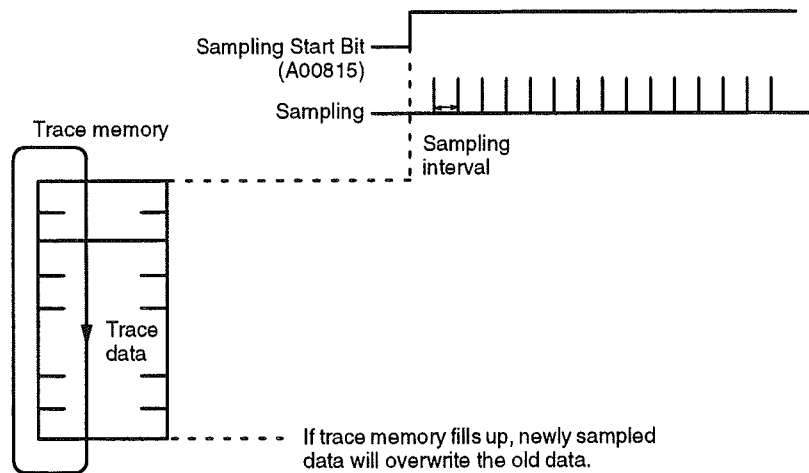 Sampling Start Bit
(A00815)
Sampling
Trace memory
Sampling
interval
Trace
data
If trace memory fills up, newly sampled
data will overwrite the old data.